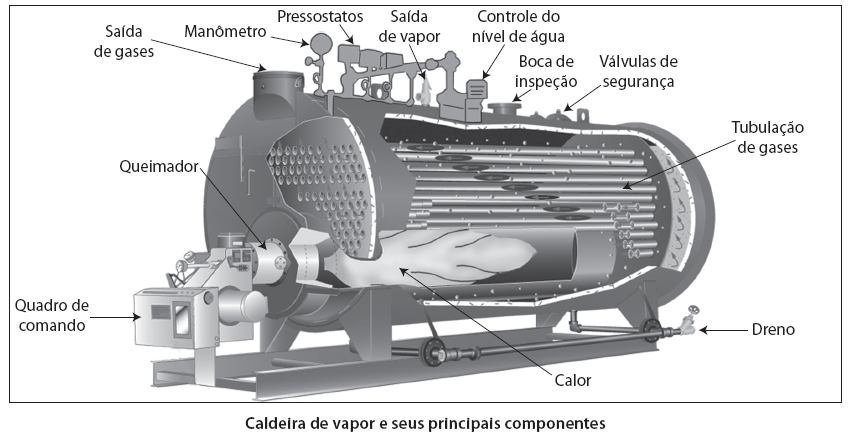 Pressostatos
Saída
de vapor
Controle do
nível de água
Saída
de gases
Manômetro
Boca de
inspeção
Válvulas de
segurança
Tubulação
de gases
Queimador
Quadro de
comando
Dreno
Calor
Caldeira de vapor e seus principais componentes